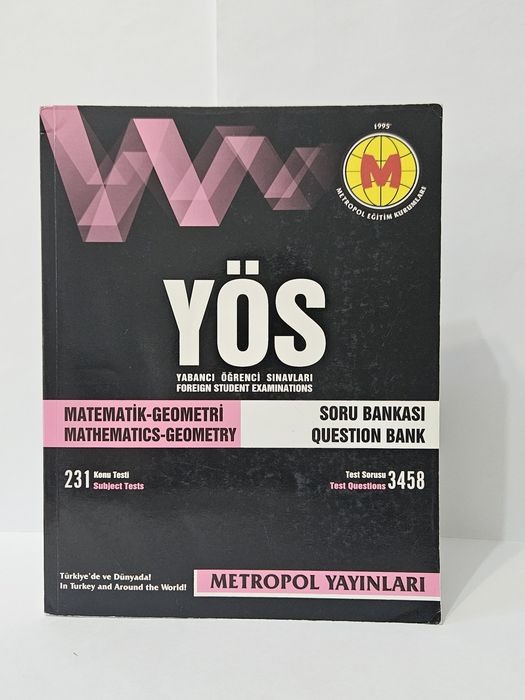 1995
M
METROPOL EĞİTİM KURUMLARI
YÖS
YABANCI ÖĞRENCİ SINAVLARI
FOREIGN STUDENT EXAMINATIONS
MATEMATİK-GEOMETRİ
MATHEMATICS-GEOMETRY
SORU BANKASI
QUESTION BANK
231 Konu Testi
Subject Tests
Test Sorusu 3458
Test Questions
Türkiye'de ve Dünyada!
In Turkey and Around the World!
METROPOL YAYINLARI